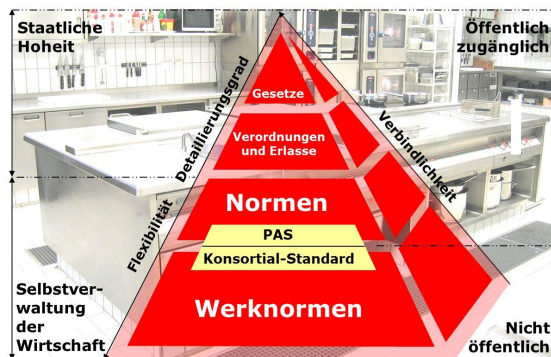 Staatliche
Hoheit
Öffentlich
zugänglich
Gesetze
Detaillierungsgrad
Verordnungen
und Erlasse
Verbindlichkeit
Flexibilität
Normen
PAS
Konsortial-Standard
Selbstver-
waltung
der
Wirtschaft
Werknormen
Nicht
öffentlich